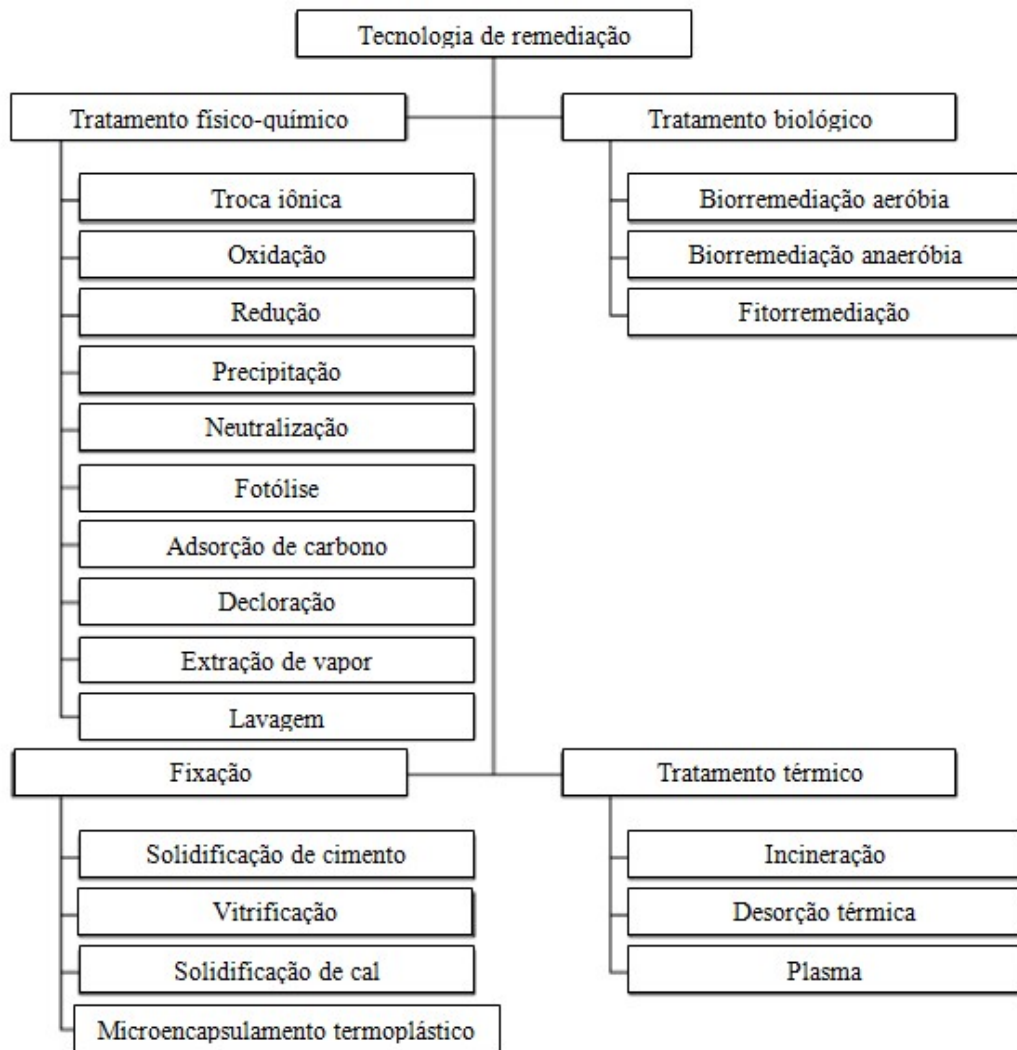 Tecnologia de remediação
Tratamento físico-químico
Troca iônica
Oxidação
Redução
Precipitação
Neutralização
Fotólise
Adsorção de carbono
Decloração
Extração de vapor
Lavagem
Tratamento biológico
Biorremediação aeróbia
Biorremediação anaeróbia
Fitorremediação
Fixação
Solidificação de cimento
Vitrificação
Solidificação de cal
Microencapsulamento termoplástico
Tratamento térmico
Incineração
Desorção térmica
Plasma